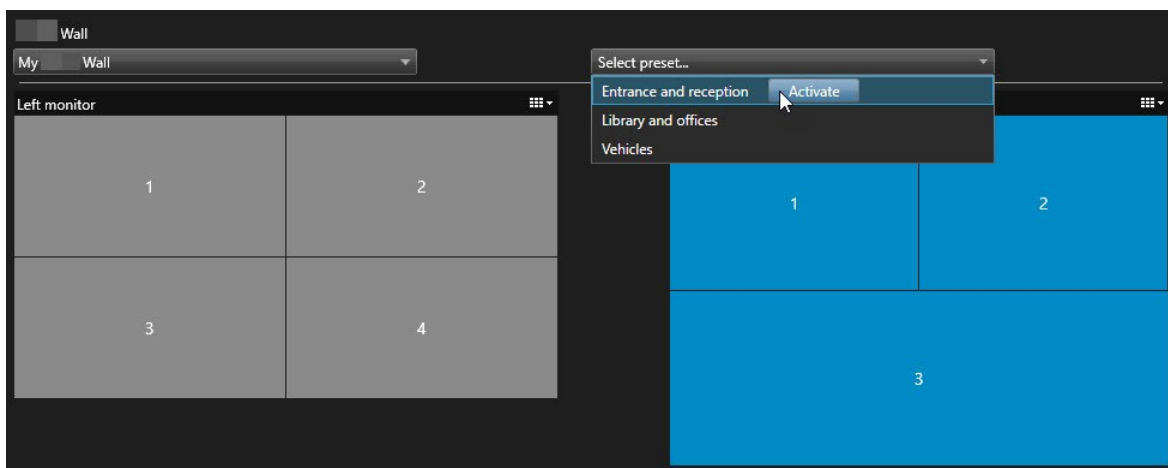 Wall
My Wall
Select preset...
Entrance and reception Activate
Library and offices
Vehicles
Left monitor
1 2
3 4
1 2
3